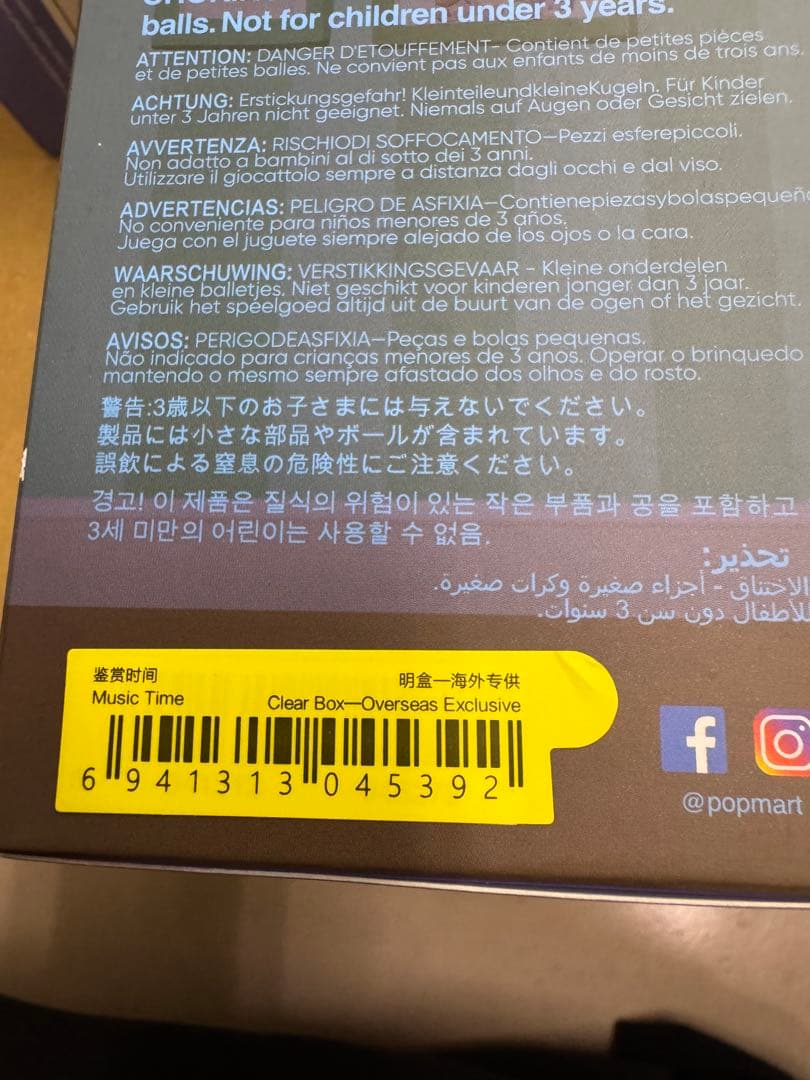 balls. Not for children under 3 years.
ATTENTION: DANGER D'ETOUFFEMENT- Contient de petites pièces
et de petites balles. Ne convient pas aux enfants de moins de trois ans.
ACHTUNG: Erstickungsgefahr! KleinteileundkleineKugeln. Für Kinder
unter 3 Jahren nicht geeignet. Niemals auf Augen oder Gesicht zielen.
AVVERTENZA: RISCHIODI SOFFOCAMENTO—Pezzi esferepiccoli.
Non adatto a bambini al di sotto dei 3 anni.
Utilizzare il giocattolo sempre a distanza dagli occhi e dal viso.
ADVERTENCIAS: PELIGRO DE ASFIXIA—Contienepiezasybolaspequeñ
No conveniente para niños menores de 3 años.
Juega con el juguete siempre alejado de los ojos o la cara.
WAARSCHUWING: VERSTIKKINGSGEVAAR - Kleine onderdelen
en kleine balletjes. Niet geschikt voor kinderen jonger dan 3 jaar.
Gebruik het speelgoed altijd uit de buurt van de ogen of het gezicht.
AVISOS: PERIGODEASFIXIA—Peças e bolas pequenas.
Não indicado para crianças menores de 3 anos. Operar o brinquedo
mantendo o mesmo sempre afastado dos olhos e do rosto.
警告:3歳以下のお子さまには与えないでください。
製品には小さな部品やボールが含まれています。
誤飲による窒息の危険性にご注意ください。
경고! 이 제품은 질식의 위험이 있는 작은 부품과 공을 포함하고
3세 미만의 어린이는 사용할 수 없음.
تحذير:
الاختناق - أجزاء صغيرة وكرات صغيرة.
للأطفال دون سن 3 سنوات.
鉴赏时间 明盒—海外专供
Music Time Clear Box—Overseas Exclusive
6 941313 045392
@popmart